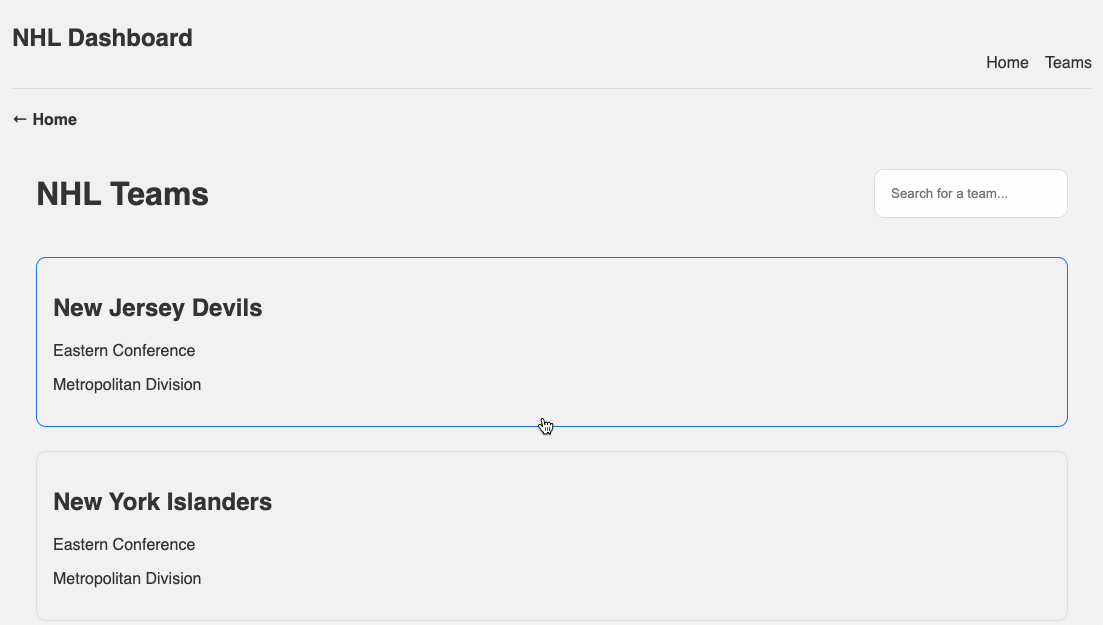 NHL Dashboard
Home Teams
← Home
NHL Teams
Search for a team...
New Jersey Devils
Eastern Conference
Metropolitan Division
New York Islanders
Eastern Conference
Metropolitan Division